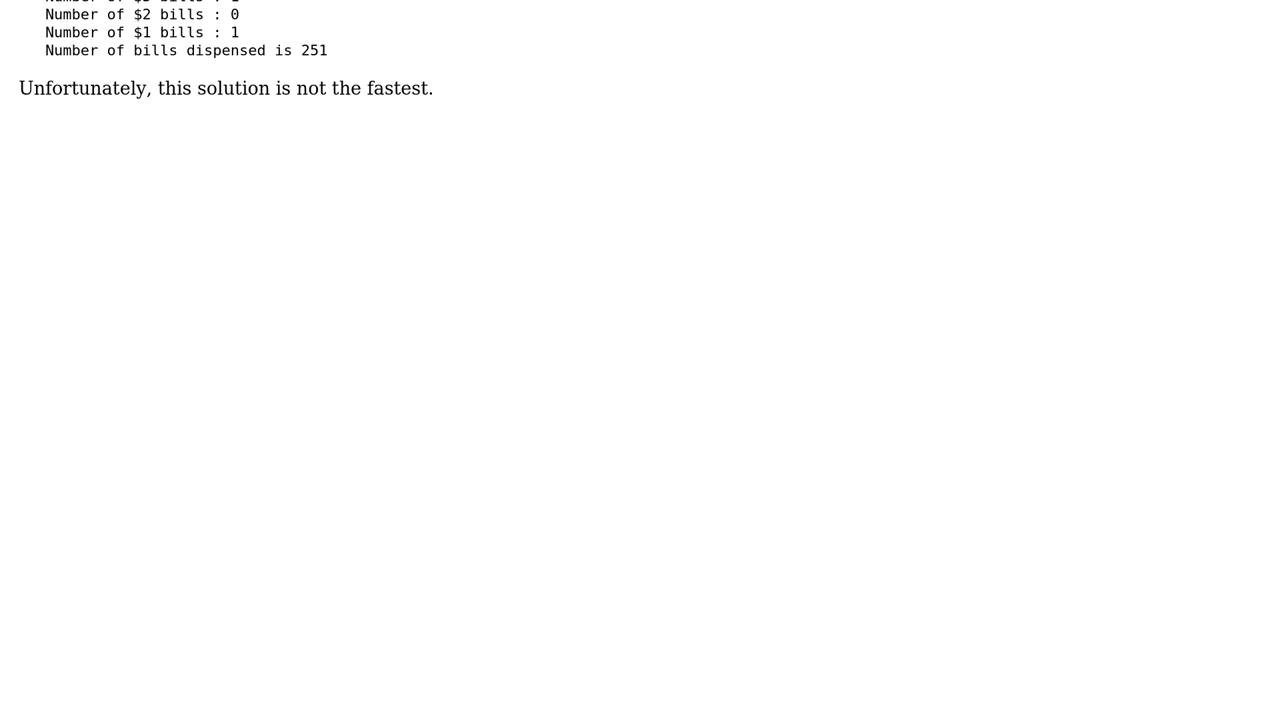 Number of $2 bills : 0
Number of $1 bills : 1
Number of bills dispensed is 251
Unfortunately, this solution is not the fastest.